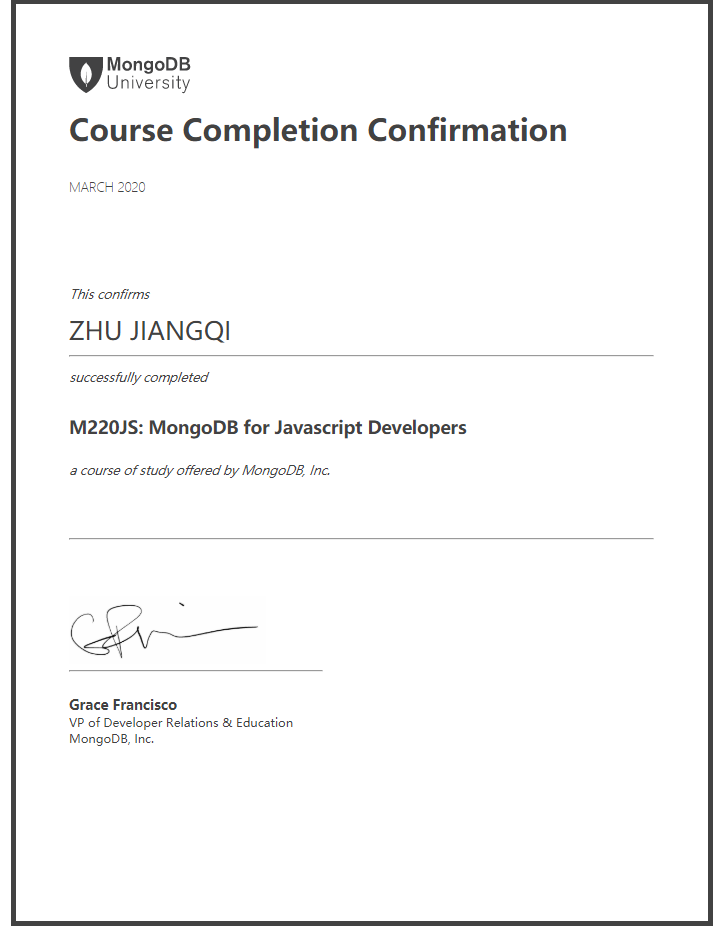 MongoDB
University
Course Completion Confirmation
MARCH 2020
This confirms
ZHU JIANGQI
successfully completed
M220JS: MongoDB for Javascript Developers
a course of study offered by MongoDB, Inc.
Grace Francisco
VP of Developer Relations & Education
MongoDB, Inc.